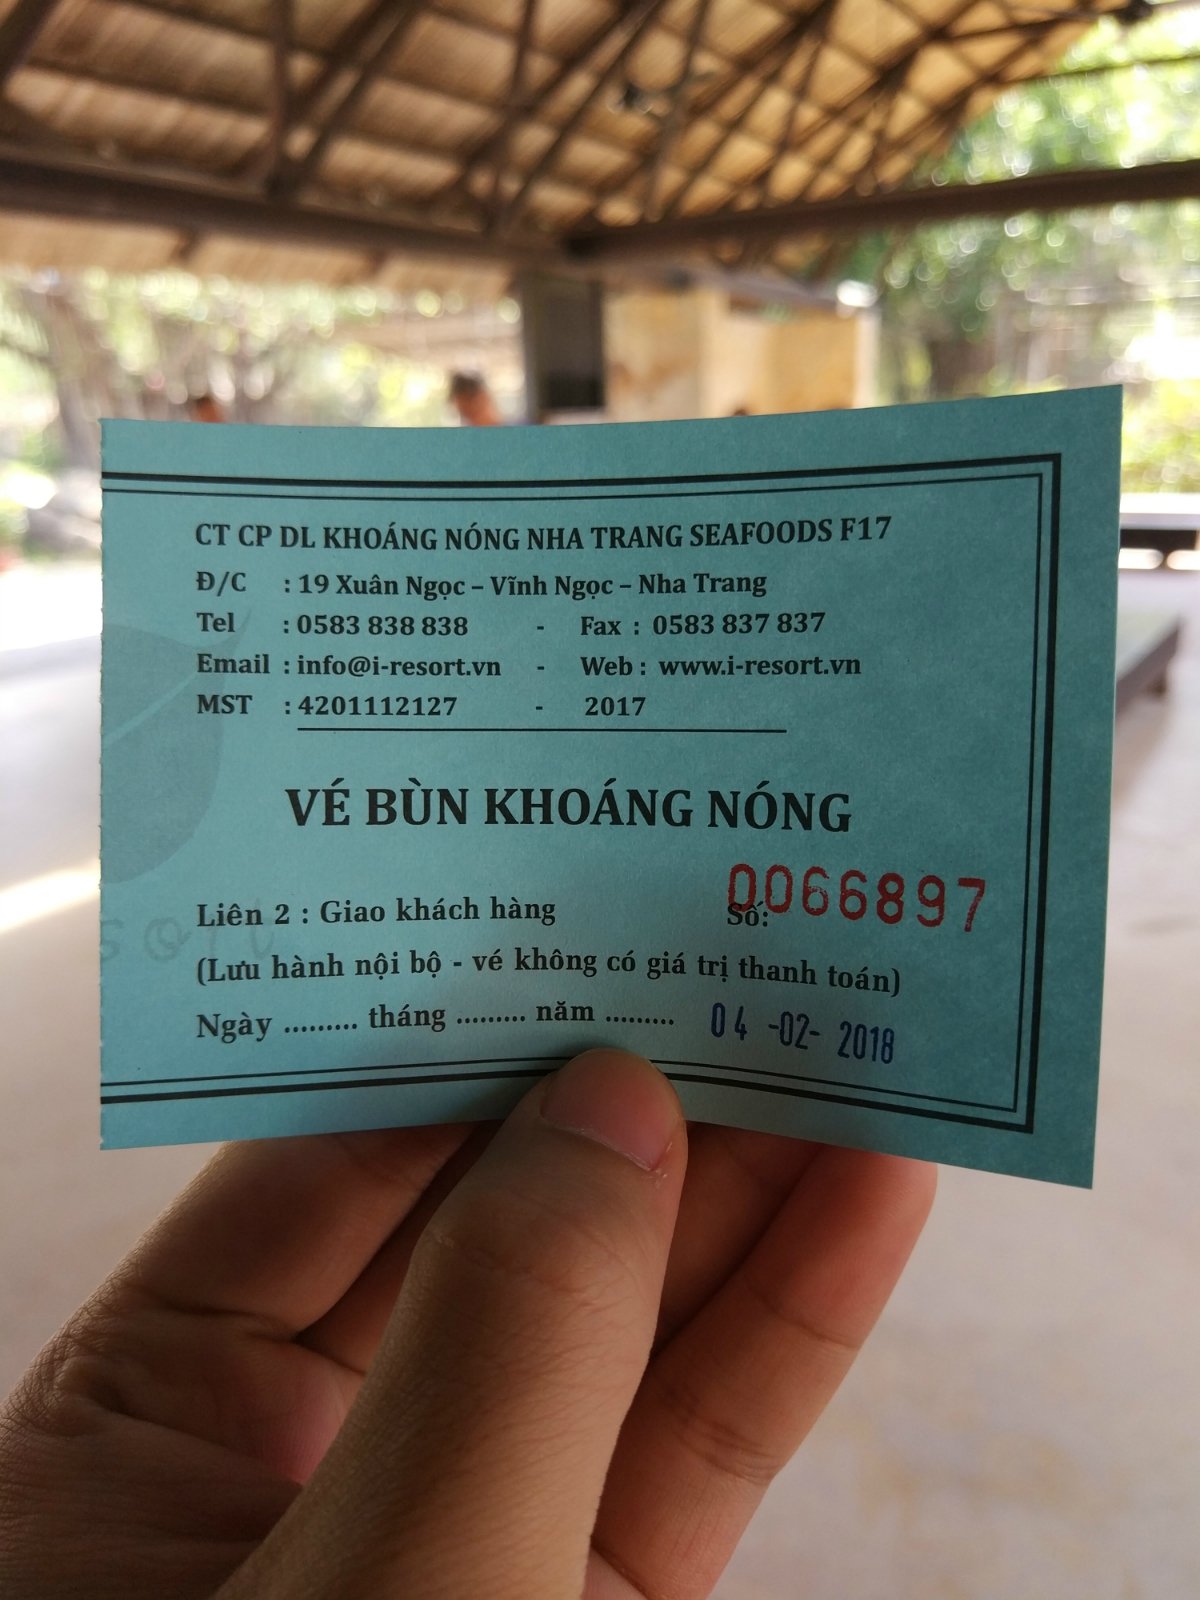 CT CP DL KHOÁNG NÓNG NHA TRANG SEAFOODS F17
Đ/C : 19 Xuân Ngọc – Vĩnh Ngọc – Nha Trang
Tel : 0583 838 838 - Fax : 0583 837 837
Email : info@i-resort.vn - Web : www.i-resort.vn
MST : 4201112127 - 2017
VÉ BÙN KHOÁNG NÓNG
Liên 2 : Giao khách hàng Số: 0066897
(Lưu hành nội bộ - vé không có giá trị thanh toán)
Ngày ......... tháng ......... năm ......... 04 -02- 2018